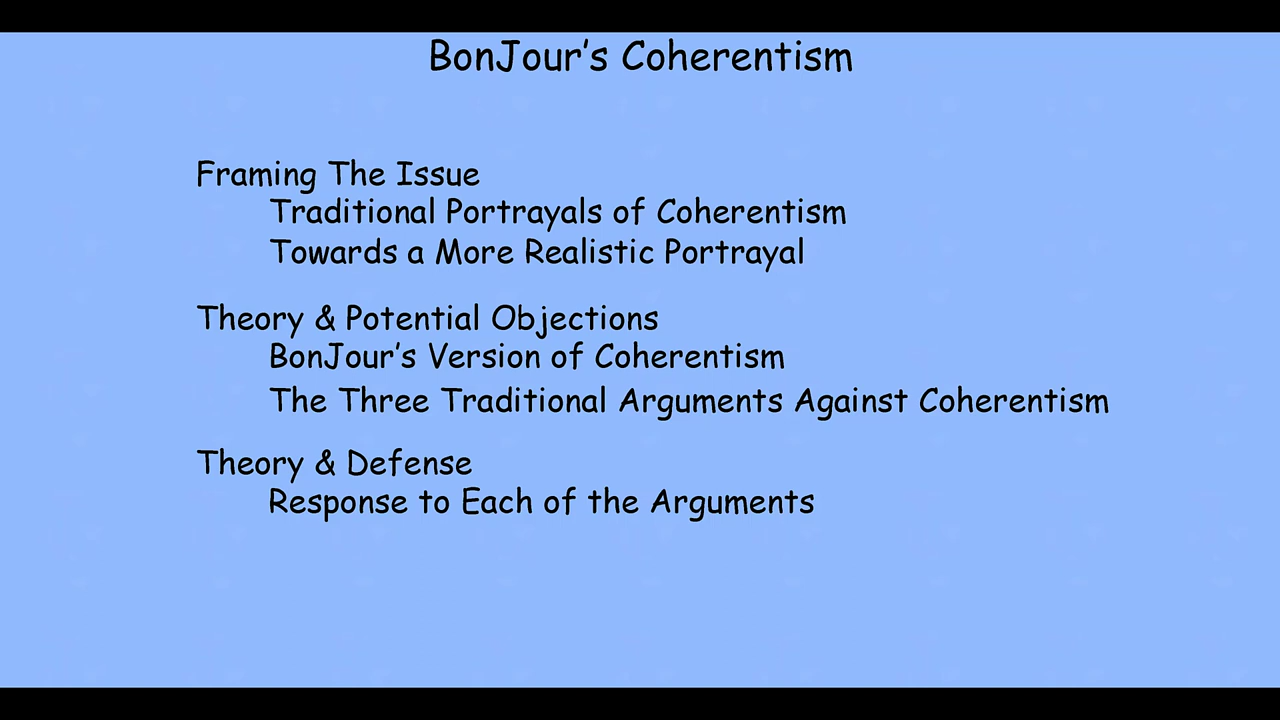 BonJour's Coherentism
Framing The Issue
Traditional Portrayals of Coherentism
Towards a More Realistic Portrayal
Theory & Potential Objections
BonJour's Version of Coherentism
The Three Traditional Arguments Against Coherentism
Theory & Defense
Response to Each of the Arguments